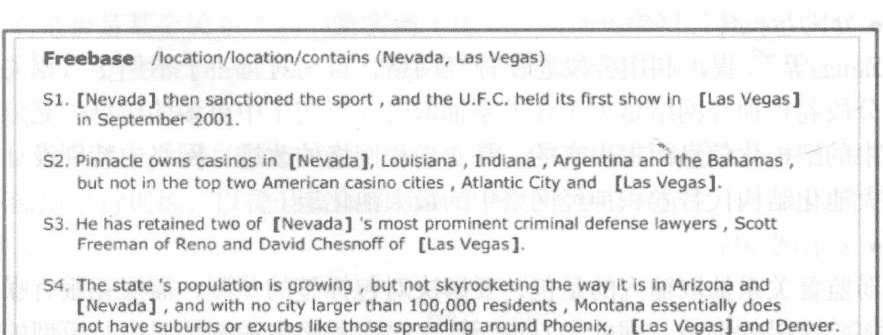 Freebase /location/location/contains (Nevada, Las Vegas)
S1. [Nevada] then sanctioned the sport , and the U.F.C. held its first show in [Las Vegas]
in September 2001.
S2. Pinnacle owns casinos in [Nevada], Louisiana , Indiana , Argentina and the Bahamas ,
but not in the top two American casino cities , Atlantic City and [Las Vegas].
S3. He has retained two of [Nevada] 's most prominent criminal defense lawyers , Scott
Freeman of Reno and David Chesnoff of [Las Vegas].
S4. The state 's population is growing , but not skyrocketing the way it is in Arizona and
[Nevada] , and with no city larger than 100,000 residents , Montana essentially does
not have suburbs or exurbs like those spreading around Phoenix, [Las Vegas] and Denver.